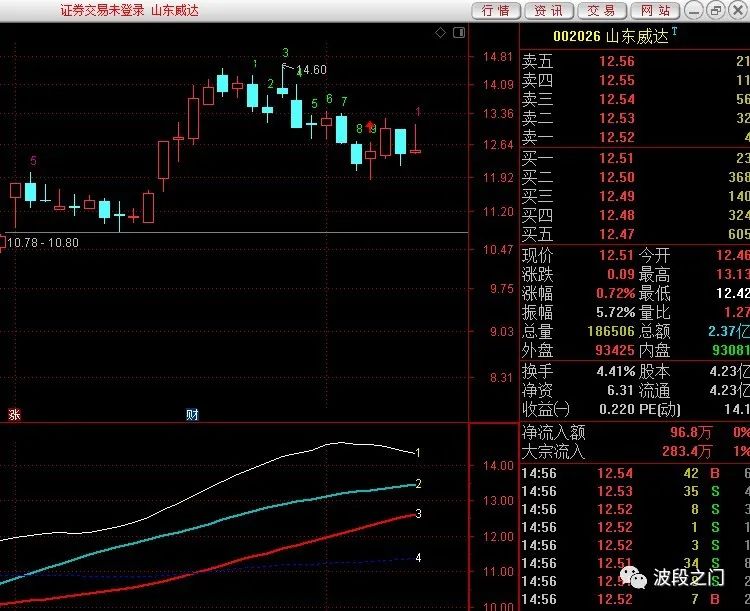 证券交易未登录 山东威达
行情 资讯 交易 网站
002026 山东威达 T
卖五 12.56 21
卖四 12.55 11
卖三 12.54 56
卖二 12.53 32
卖一 12.52 4
买一 12.51 23
买二 12.50 368
买三 12.49 140
买四 12.48 324
买五 12.47 605
现价 12.51 今开 12.46
涨跌 0.09 最高 13.13
涨幅 0.72% 最低 12.42
振幅 5.72% 量比 1.27
总量 186506 总额 2.37亿
外盘 93425 内盘 93081
换手 4.41% 股本 4.23亿
净资 6.31 流通 4.23亿
收益(一) 0.220 PE(动) 14.1
净流入额 96.8万 0%
大宗流入 283.4万 1%
14:56 12.54 42 B 6
14:56 12.53 35 S 4
14:56 12.52 8 S 3
14:56 12.52 1 S 1
14:56 12.52 3 S 1
14:56 12.51 34 S 8
14:56 S
14:56 12.52 7 B 2
14.81
14.09
13.36
12.64
11.92
11.20
10.47
9.75
9.03
8.31
3
14.60
1 2 4 5 6 7 8 9
1
5
10.78 - 10.80
涨 财
14.00
13.00
12.00
11.00
10.00
1
2
3
4
波段之门